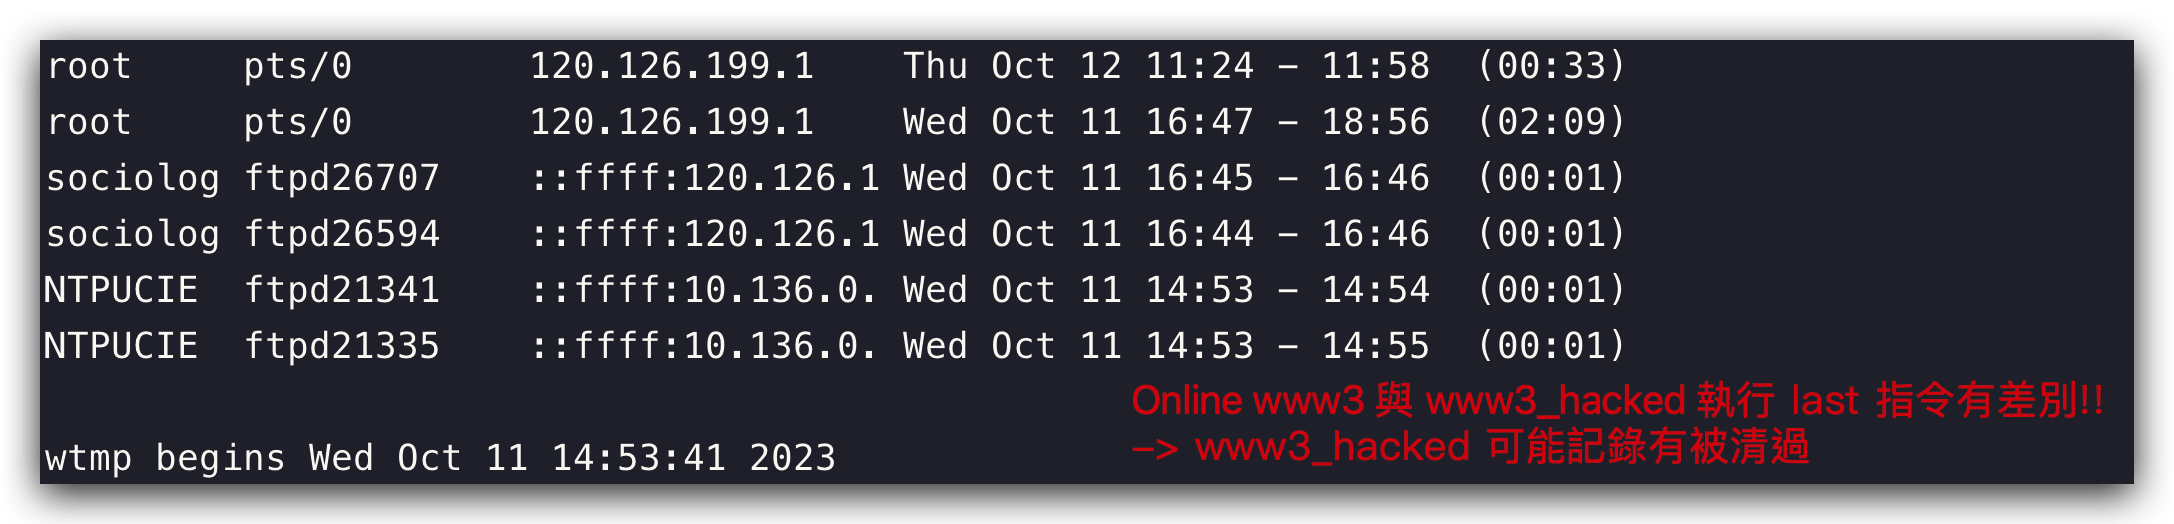 root     pts/0        120.126.199.1    Thu Oct 12 11:24 - 11:58  (00:33)
root     pts/0        120.126.199.1    Wed Oct 11 16:47 - 18:56  (02:09)
sociolog ftpd26707    ::ffff:120.126.1 Wed Oct 11 16:45 - 16:46  (00:01)
sociolog ftpd26594    ::ffff:120.126.1 Wed Oct 11 16:44 - 16:46  (00:01)
NTPUCIE  ftpd21341    ::ffff:10.136.0. Wed Oct 11 14:53 - 14:54  (00:01)
NTPUCIE  ftpd21335    ::ffff:10.136.0. Wed Oct 11 14:53 - 14:55  (00:01)
Online www3 與 www3_hacked 執行 last 指令有差別!!
–> www3_hacked 可能記錄有被清過
wtmp begins Wed Oct 11 14:53:41 2023